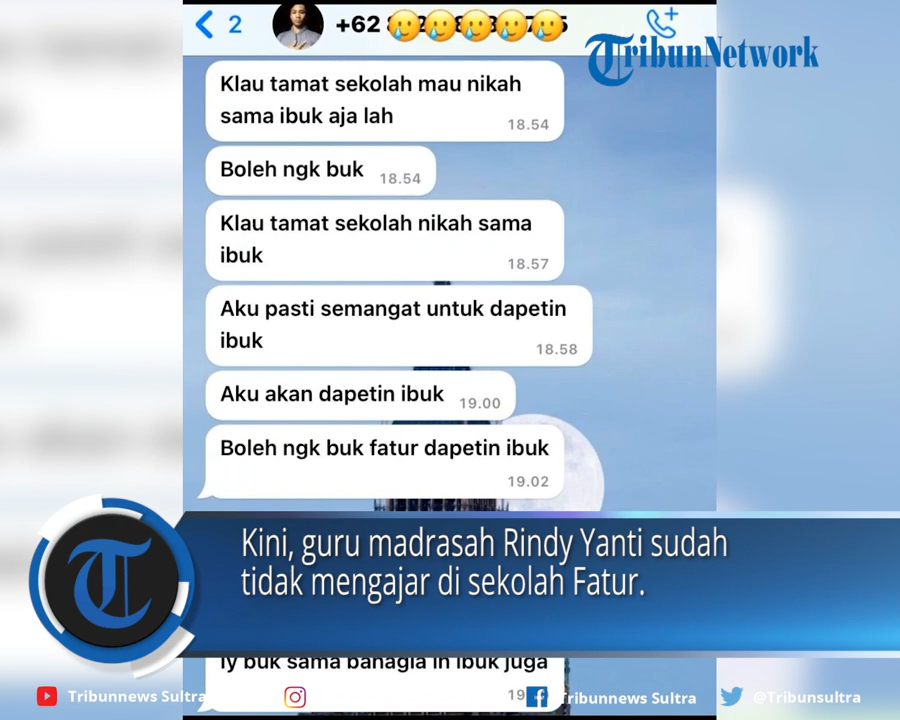 2
+62
TribunNetwork
Klau tamat sekolah mau nikah
sama ibuk aja lah
18.54
Boleh ngk buk
18.54
Klau tamat sekolah nikah sama
ibuk
18.57
Aku pasti semangat untuk dapetin
ibuk
18.58
Aku akan dapetin ibuk
19.00
Boleh ngk buk fatur dapetin ibuk
19.02
Kini, guru madrasah Rindy Yanti sudah
tidak mengajar di sekolah Fatur.
Iy buk sama bahagia in ibuk juga
Tribunnews Sultra
Tribunnews Sultra
@Tribunsultra